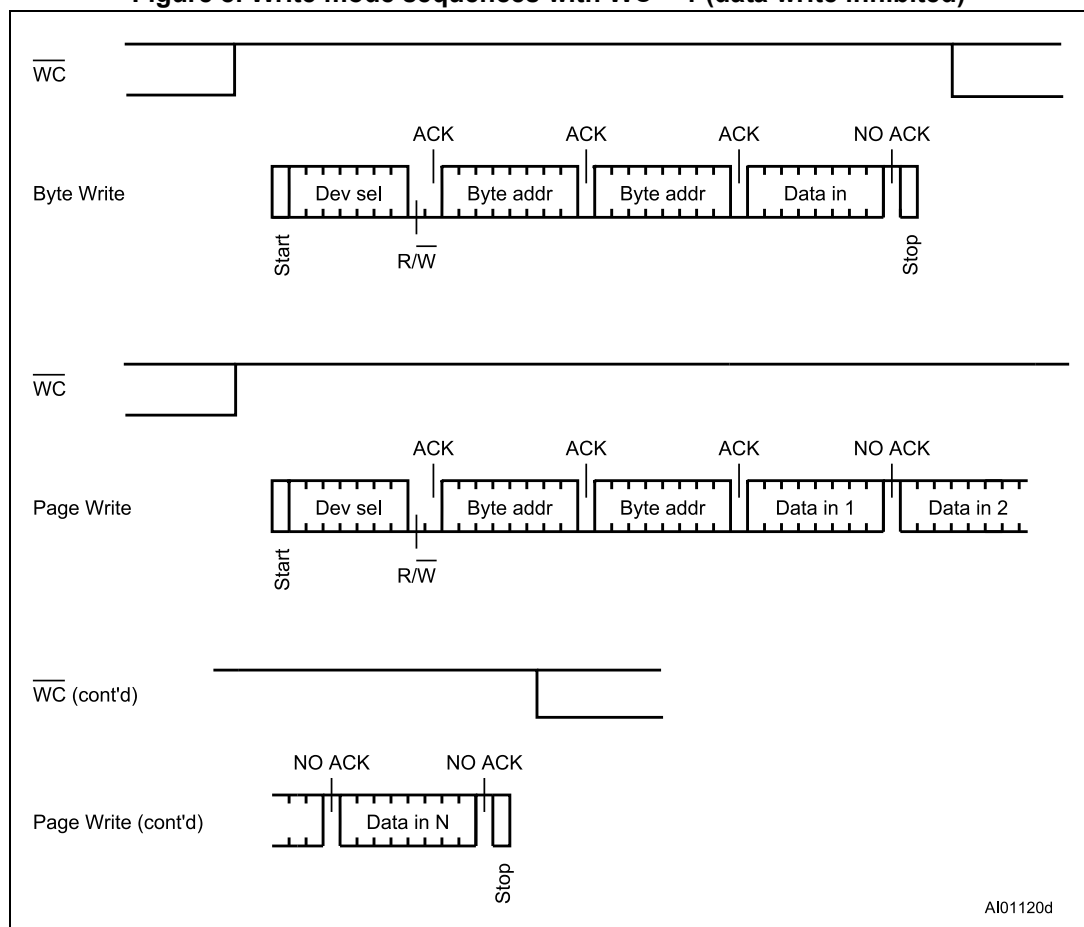 WC
ACK ACK ACK NO ACK
Byte Write Dev sel Byte addr Byte addr Data in
Start R/W Stop
WC
ACK ACK ACK NO ACK
Page Write Dev sel Byte addr Byte addr Data in 1 Data in 2
Start R/W
WC (cont'd)
NO ACK NO ACK
Page Write (cont'd) Data in N
Stop
AI01120d